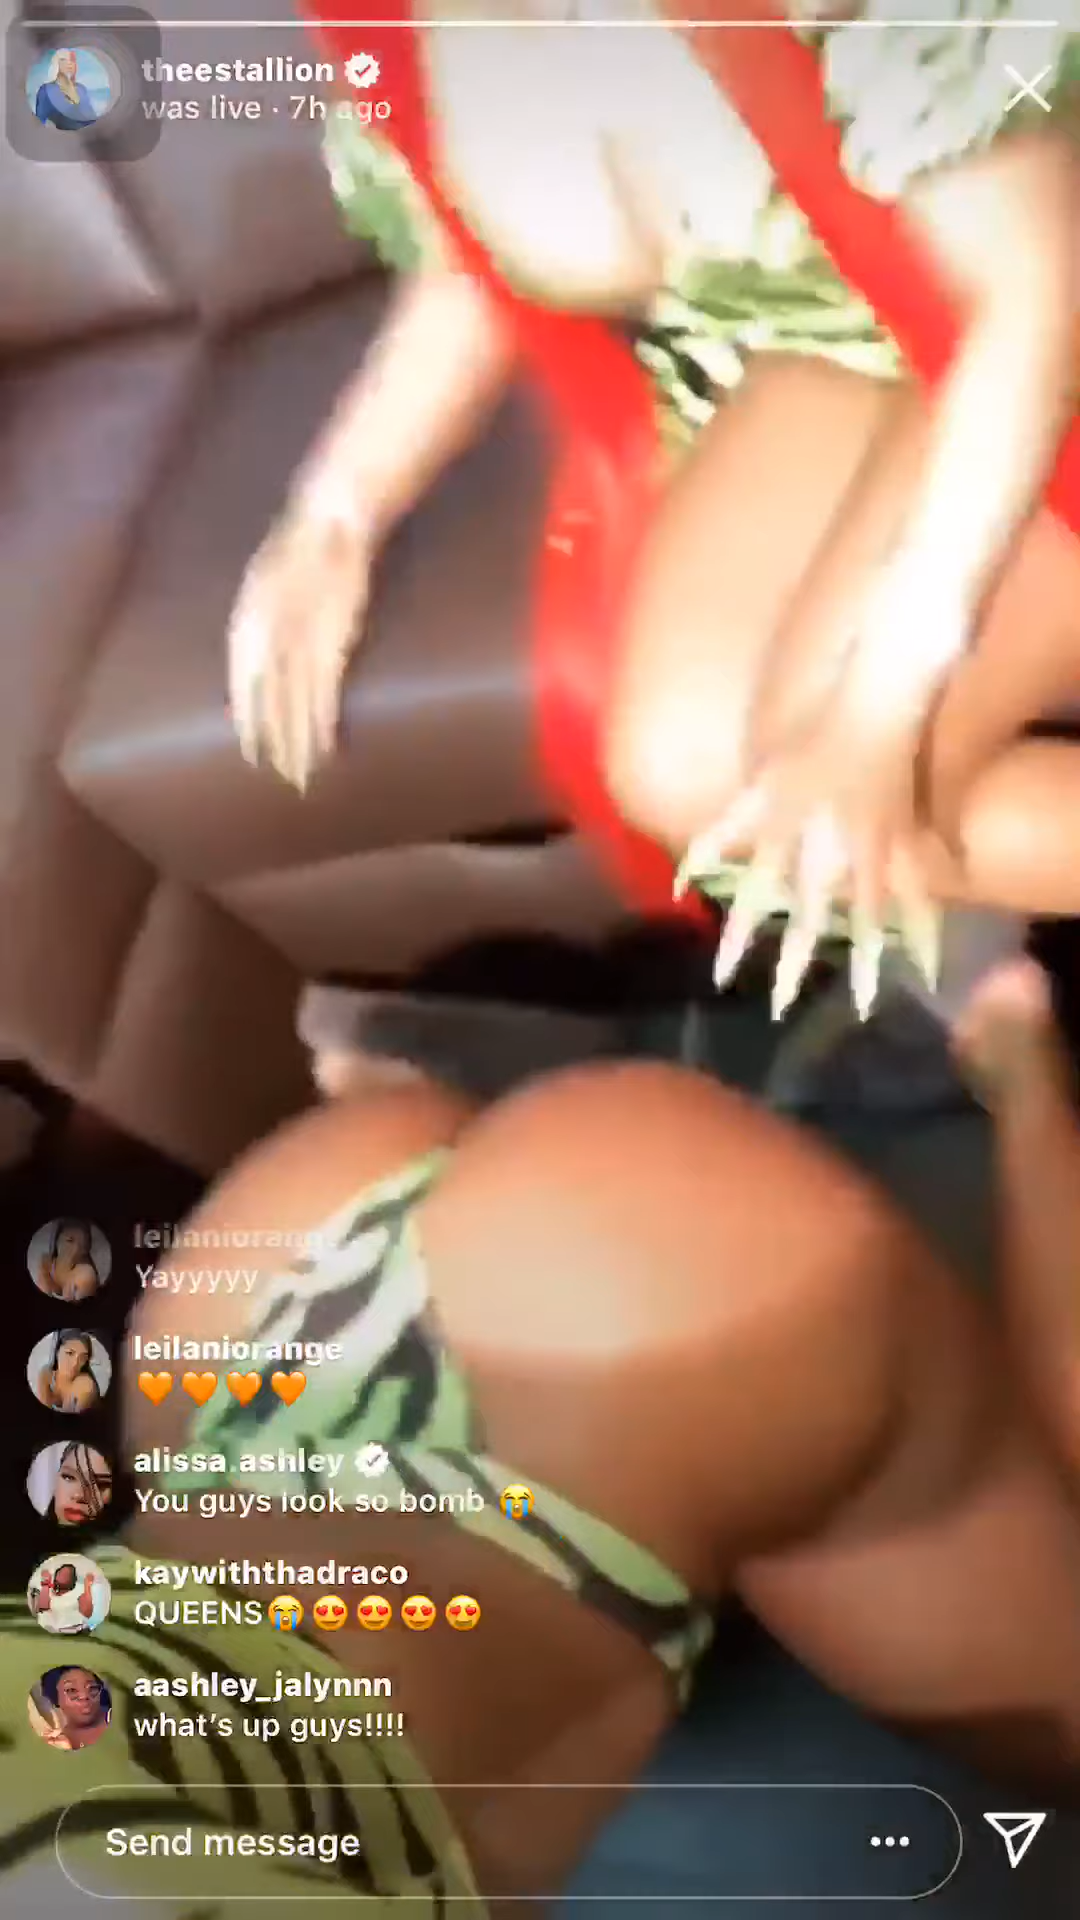 theestallion
was live · 7h ago
leilaniorange
Yayyyyy
leilaniorange
🧡🧡🧡🧡
alissa.ashley
You guys look so bomb 😭
kaywiththadraco
QUEENS😭😍😍😍😍
aashley_jalynnn
what's up guys!!!!
Send message